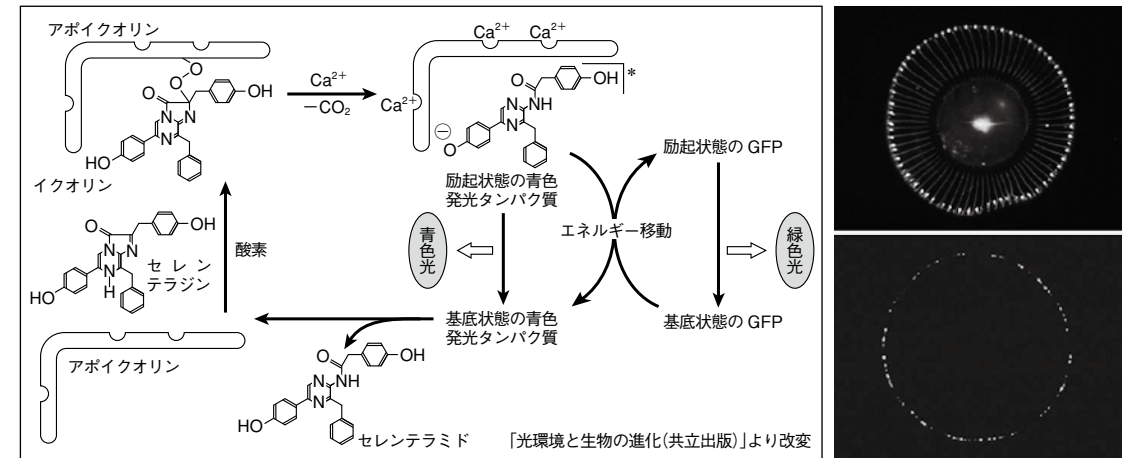 アポイクオリン
O
O
O
N
N
N
OH
HO
イクオリン
Ca²⁺
－CO₂
Ca²⁺
Ca²⁺
Ca²⁺
OH
*
O
NH
N
N
⊖
O
励起状態の青色
発光タンパク質
励起状態の GFP
エネルギー移動
青色光
緑色光
基底状態の青色
発光タンパク質
基底状態の GFP
酸素
O
OH
N
N
N
H
HO
セレン
テラジン
アポイクオリン
O
OH
NH
N
N
HO
セレンテラミド
「光環境と生物の進化(共立出版)」より改変